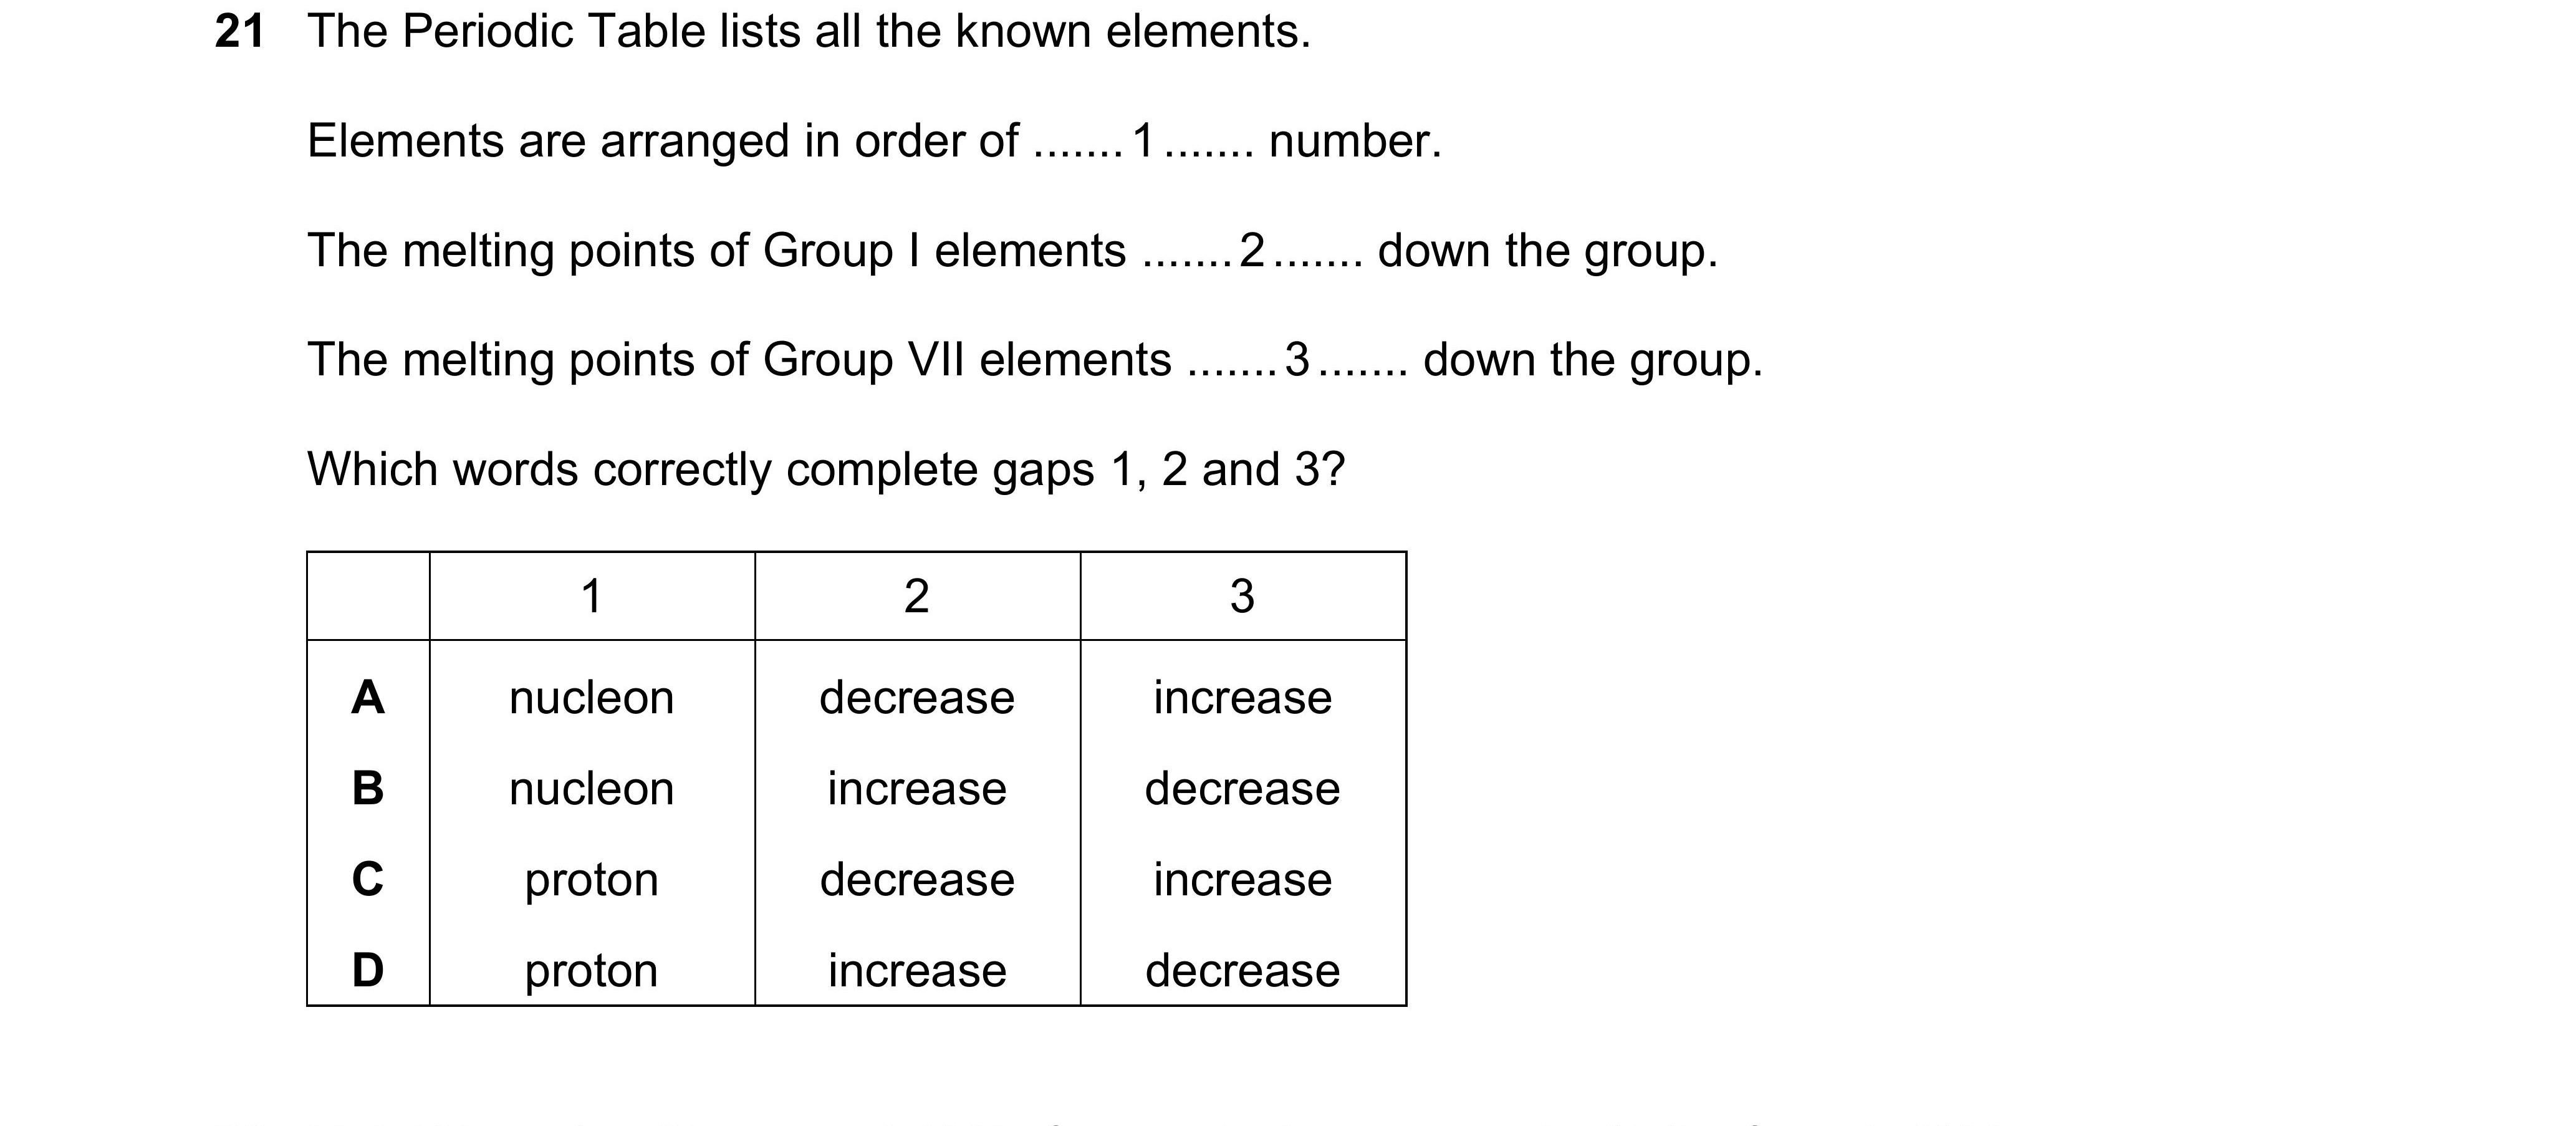 21 The Periodic Table lists all the known elements.
Elements are arranged in order of .......1....... number.
The melting points of Group I elements .......2....... down the group.
The melting points of Group VII elements .......3....... down the group.
Which words correctly complete gaps 1, 2 and 3?
1 2 3
A nucleon decrease increase
B nucleon increase decrease
C proton decrease increase
D proton increase decrease